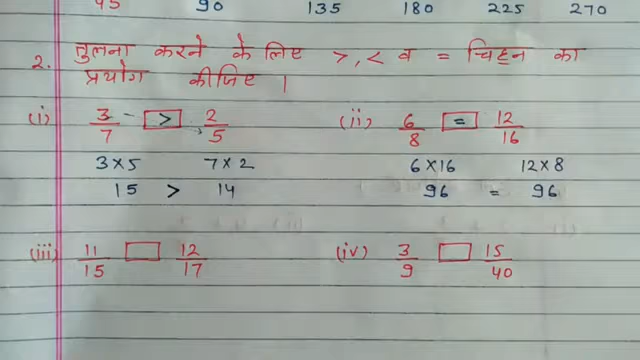 45 90 135 180 225 270
2. तुलना करने के लिए >, < व = चिह्न का
प्रयोग कीजिए ।
(i) 3/7 > 2/5 (ii) 6/8 = 12/16
3×5 7×2 6×16 12×8
15 > 14 96 = 96
(iii) 11/15 □ 12/17 (iv) 3/9 □ 15/40